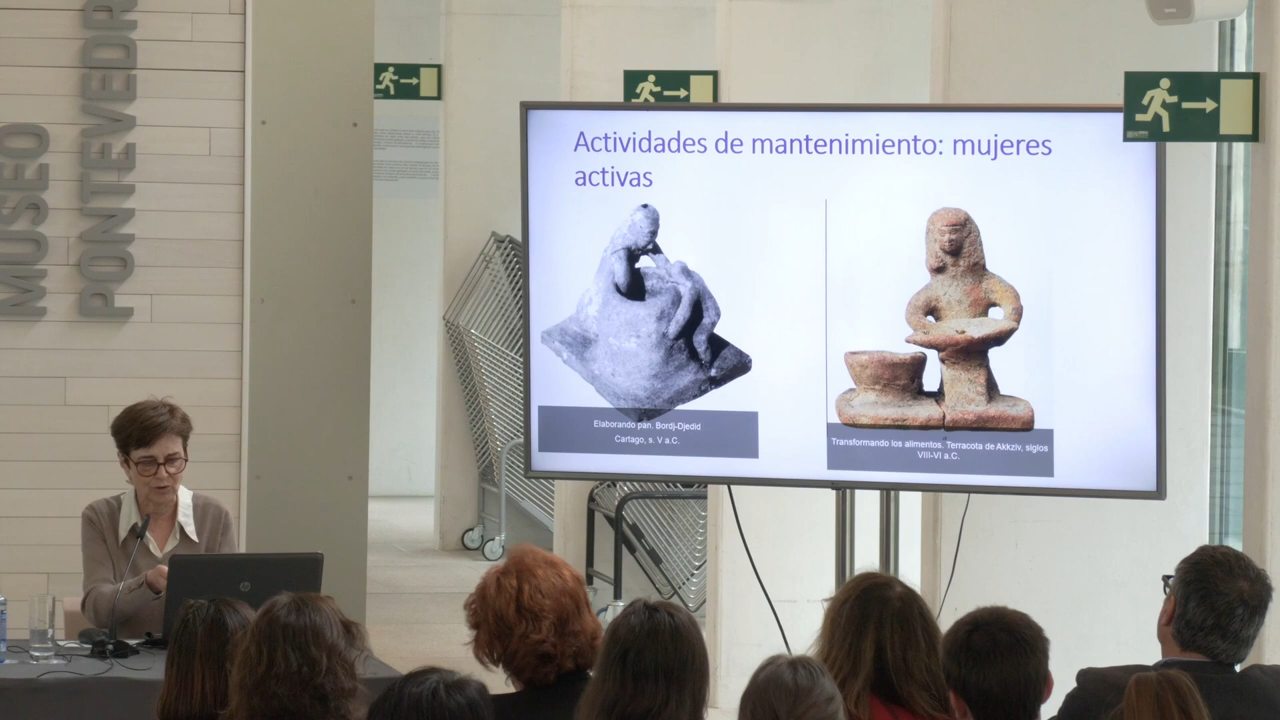 MUSEO
PONTEVEDR
Actividades de mantenimiento: mujeres
activas
Elaborando pan. Bordj-Djedid
Cartago, s. V a.C.
Transformando los alimentos. Terracota de Akkziv, siglos
VIII-VI a.C.
hp